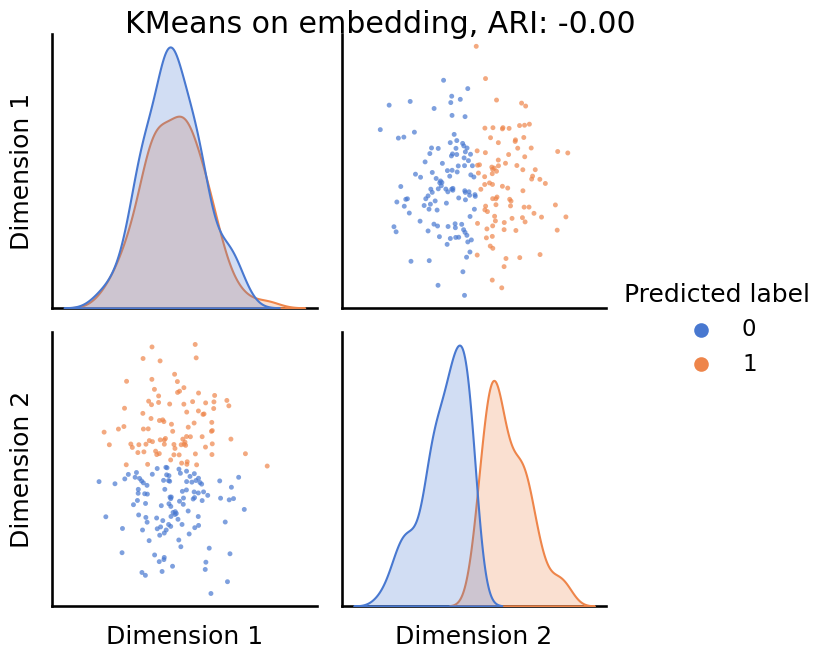 KMeans on embedding, ARI: -0.00
Dimension 1
Dimension 2
Dimension 1
Dimension 2
Predicted label
0
1